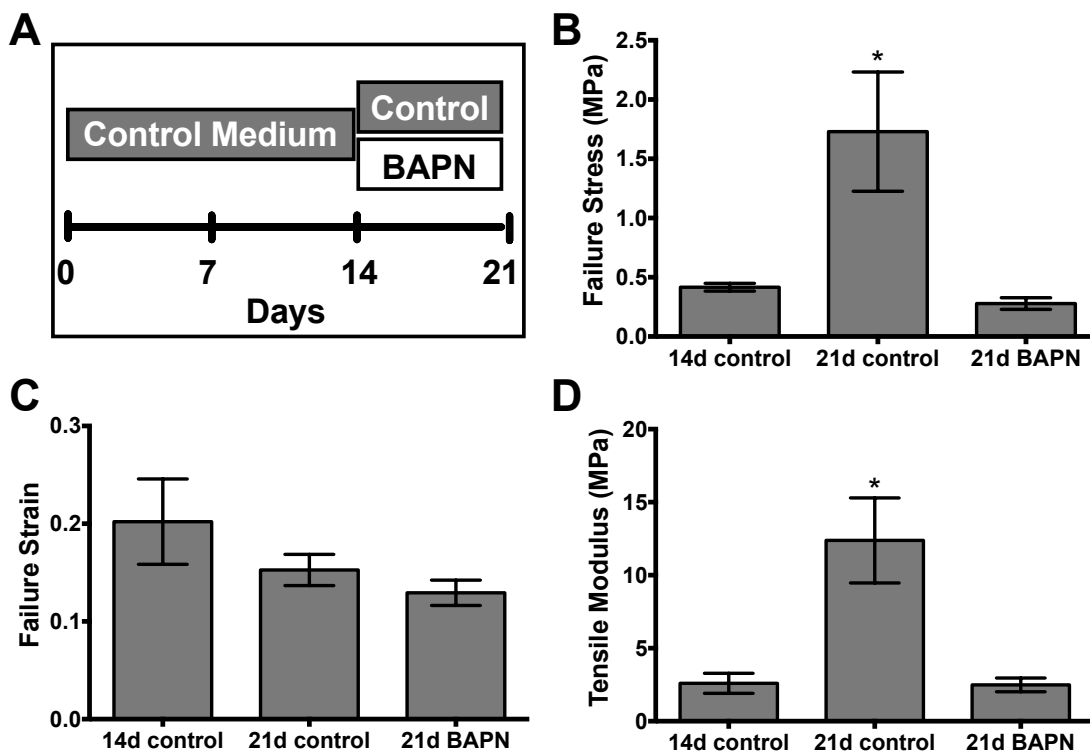 A
Control Medium
Control
BAPN
0 7 14 21
Days
B
Failure Stress (MPa)
2.5
2.0
1.5
1.0
0.5
0.0
*
14d control 21d control 21d BAPN
C
Failure Strain
0.3
0.2
0.1
0.0
14d control 21d control 21d BAPN
D
Tensile Modulus (MPa)
20
15
10
5
0
*
14d control 21d control 21d BAPN